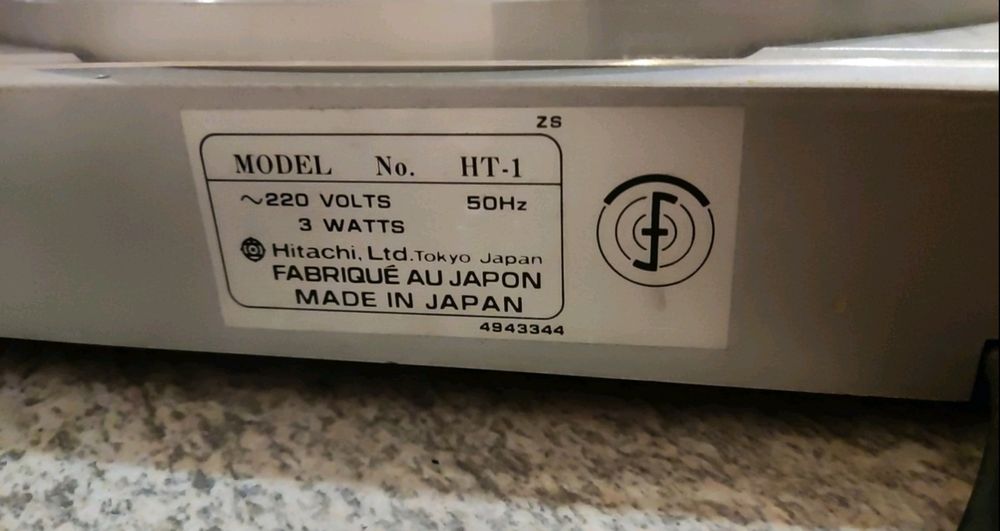 ZS
MODEL No. HT-1
~220 VOLTS 50Hz
3 WATTS
Hitachi, Ltd. Tokyo Japan
FABRIQUÉ AU JAPON
MADE IN JAPAN
4943344